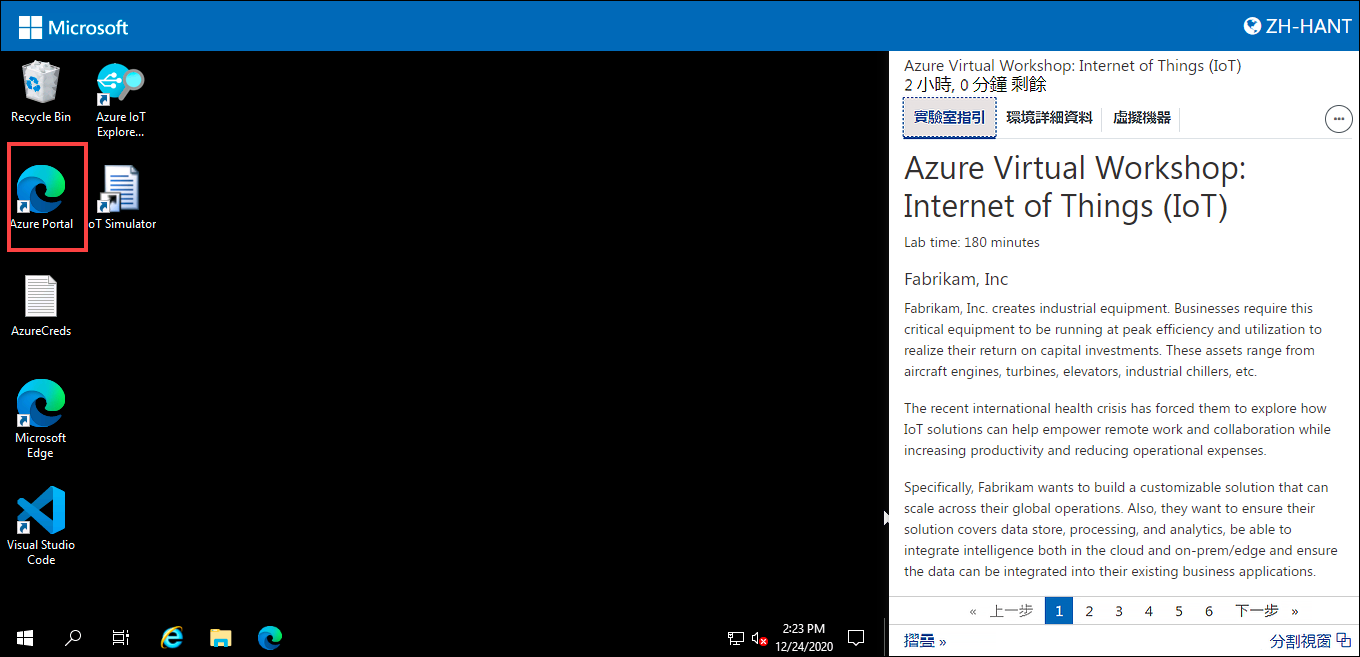 Microsoft
ZH-HANT
Recycle Bin
Azure IoT
Explore...
Azure Portal
oT Simulator
AzureCreds
Microsoft
Edge
Visual Studio
Code
2:23 PM
12/24/2020
Azure Virtual Workshop: Internet of Things (IoT)
2 小時, 0 分鐘 剩餘
實驗室指引 環境詳細資料 虛擬機器
Azure Virtual Workshop:
Internet of Things (IoT)
Lab time: 180 minutes
Fabrikam, Inc
Fabrikam, Inc. creates industrial equipment. Businesses require this
critical equipment to be running at peak efficiency and utilization to
realize their return on capital investments. These assets range from
aircraft engines, turbines, elevators, industrial chillers, etc.
The recent international health crisis has forced them to explore how
IoT solutions can help empower remote work and collaboration while
increasing productivity and reducing operational expenses.
Specifically, Fabrikam wants to build a customizable solution that can
scale across their global operations. Also, they want to ensure their
solution covers data store, processing, and analytics, be able to
integrate intelligence both in the cloud and on-prem/edge and ensure
the data can be integrated into their existing business applications.
« 上一步 1 2 3 4 5 6 下一步 »
摺疊 »
分割視窗